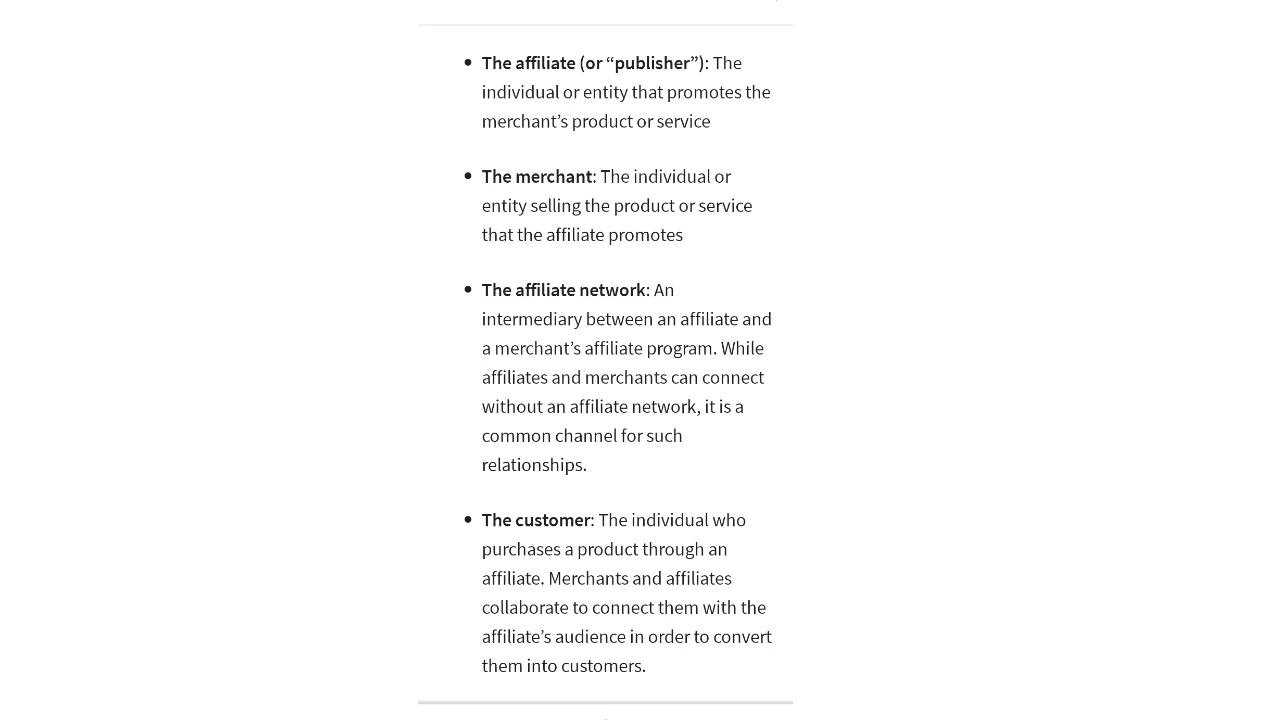 • The affiliate (or “publisher”): The
individual or entity that promotes the
merchant’s product or service
• The merchant: The individual or
entity selling the product or service
that the affiliate promotes
• The affiliate network: An
intermediary between an affiliate and
a merchant’s affiliate program. While
affiliates and merchants can connect
without an affiliate network, it is a
common channel for such
relationships.
• The customer: The individual who
purchases a product through an
affiliate. Merchants and affiliates
collaborate to connect them with the
affiliate’s audience in order to convert
them into customers.